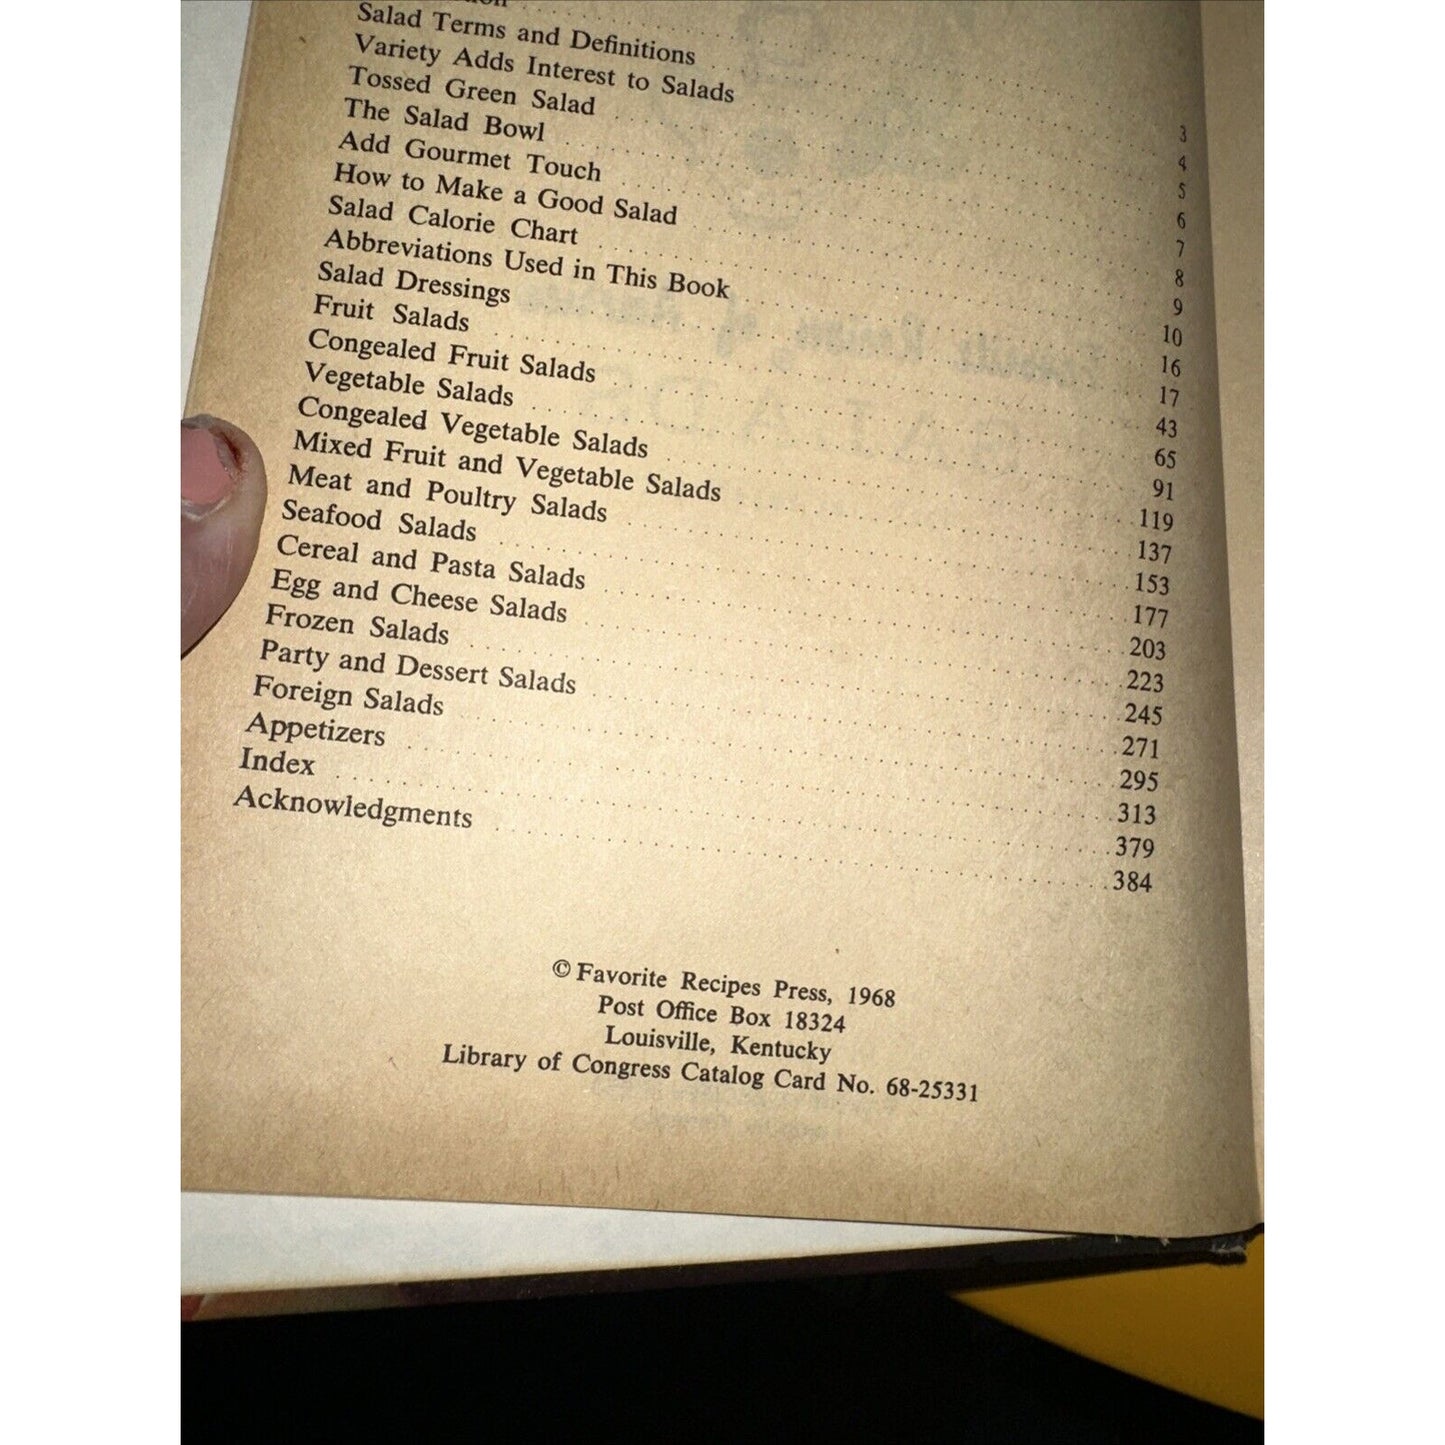 3
Salad Terms and Definitions 4
Variety Adds Interest to Salads 5
Tossed Green Salad 6
The Salad Bowl 7
Add Gourmet Touch 8
How to Make a Good Salad 9
Salad Calorie Chart 10
Abbreviations Used in This Book 16
Salad Dressings 17
Fruit Salads 43
Congealed Fruit Salads 65
Vegetable Salads 91
Congealed Vegetable Salads 119
Mixed Fruit and Vegetable Salads 137
Meat and Poultry Salads 153
Seafood Salads 177
Cereal and Pasta Salads 203
Egg and Cheese Salads 223
Frozen Salads 245
Party and Dessert Salads 271
Foreign Salads 295
Appetizers 313
Index 379
Acknowledgments 384
© Favorite Recipes Press, 1968
Post Office Box 18324
Louisville, Kentucky
Library of Congress Catalog Card No. 68-25331